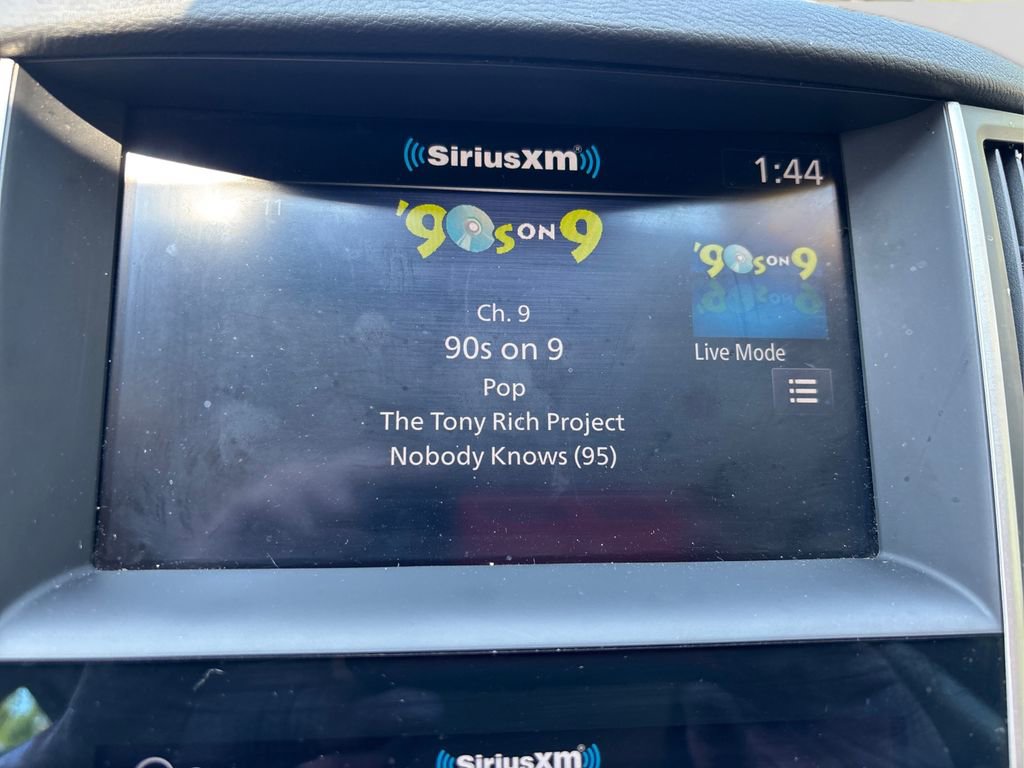 SiriusXM®
1:44
11
'90s ON 9
'90s ON 9
Ch. 9
90s on 9
Live Mode
Pop
The Tony Rich Project
Nobody Knows (95)
SiriusXM®